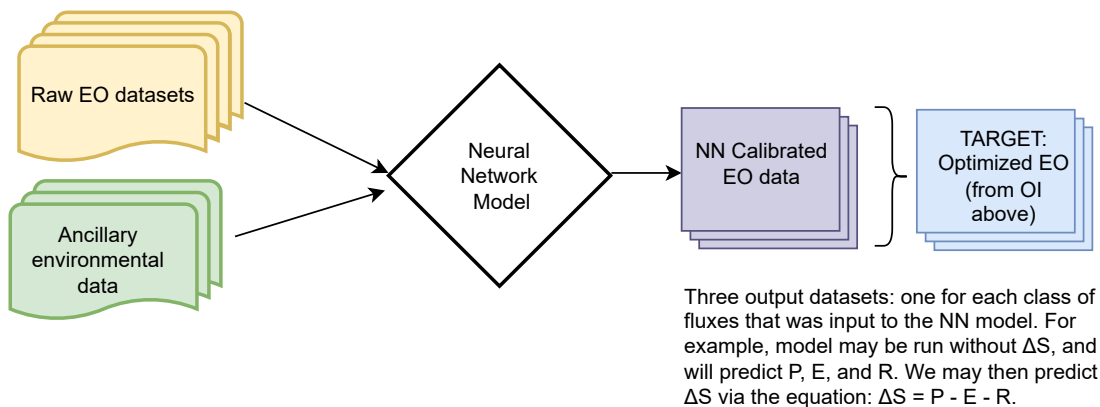 Raw EO datasets
Ancillary
environmental
data
Neural
Network
Model
NN Calibrated
EO data
TARGET:
Optimized EO
(from OI
above)
Three output datasets: one for each class of
fluxes that was input to the NN model. For
example, model may be run without ΔS, and
will predict P, E, and R. We may then predict
ΔS via the equation: ΔS = P - E - R.